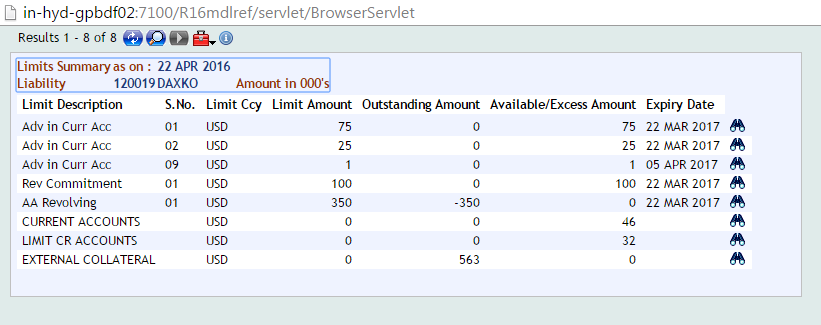 in-hyd-gpbdf02:7100/R16mdlref/servlet/BrowserServlet
Results 1 - 8 of 8
Limits Summary as on : 22 APR 2016
Liability 120019 DAXKO Amount in 000's
Limit Description S.No. Limit Ccy Limit Amount Outstanding Amount Available/Excess Amount Expiry Date
Adv in Curr Acc 01 USD 75 0 75 22 MAR 2017
Adv in Curr Acc 02 USD 25 0 25 22 MAR 2017
Adv in Curr Acc 09 USD 1 0 1 05 APR 2017
Rev Commitment 01 USD 100 0 100 22 MAR 2017
AA Revolving 01 USD 350 -350 0 22 MAR 2017
CURRENT ACCOUNTS USD 0 0 46
LIMIT CR ACCOUNTS USD 0 0 32
EXTERNAL COLLATERAL USD 0 563 0